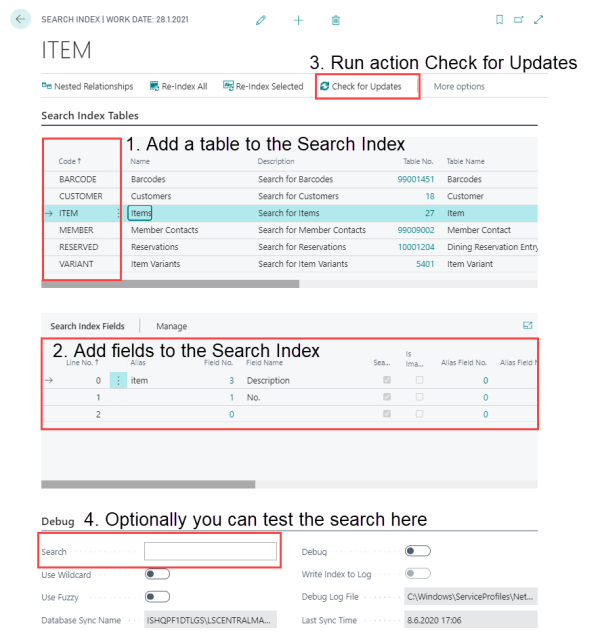 SEARCH INDEX | WORK DATE: 28.1.2021
ITEM
3. Run action Check for Updates
Nested Relationships Re-Index All Re-Index Selected Check for Updates More options
Search Index Tables
1. Add a table to the Search Index
Code ↑ Name Description Table No. Table Name
BARCODE Barcodes Search for Barcodes 99001451 Barcodes
CUSTOMER Customers Search for Customers 18 Customer
→ ITEM Items Search for Items 27 Item
MEMBER Member Contacts Search for Member Contacts 99009002 Member Contact
RESERVED Reservations Search for Reservations 10001204 Dining Reservation Entry
VARIANT Item Variants Search for Item Variants 5401 Item Variant
Search Index Fields Manage
2. Add fields to the Search Index
Line No. ↑ Alias Field No. Field Name Sea... Is Ima... Alias Field No. Alias Field
→ 0 item 3 Description 0
1 1 No. 0
2 0 0
Debug 4. Optionally you can test the search here
Search Debug
Use Wildcard Write Index to Log
Use Fuzzy Debug Log File C:\Windows\ServiceProfiles\Net...
Database Sync Name ISHQPF1DTLGS\LSCENTRALMA... Last Sync Time 8.6.2020 17:06